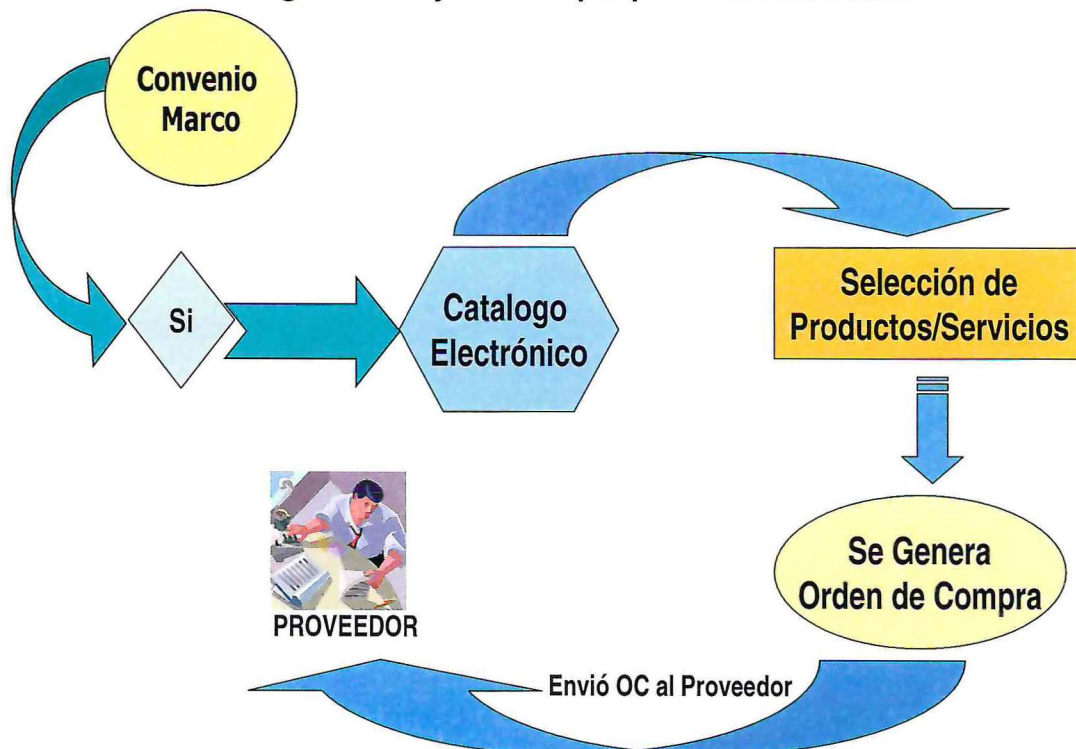 Convenio
Marco
Si
Catalogo
Electrónico
Selección de
Productos/Servicios
Se Genera
Orden de Compra
Envió OC al Proveedor
PROVEEDOR